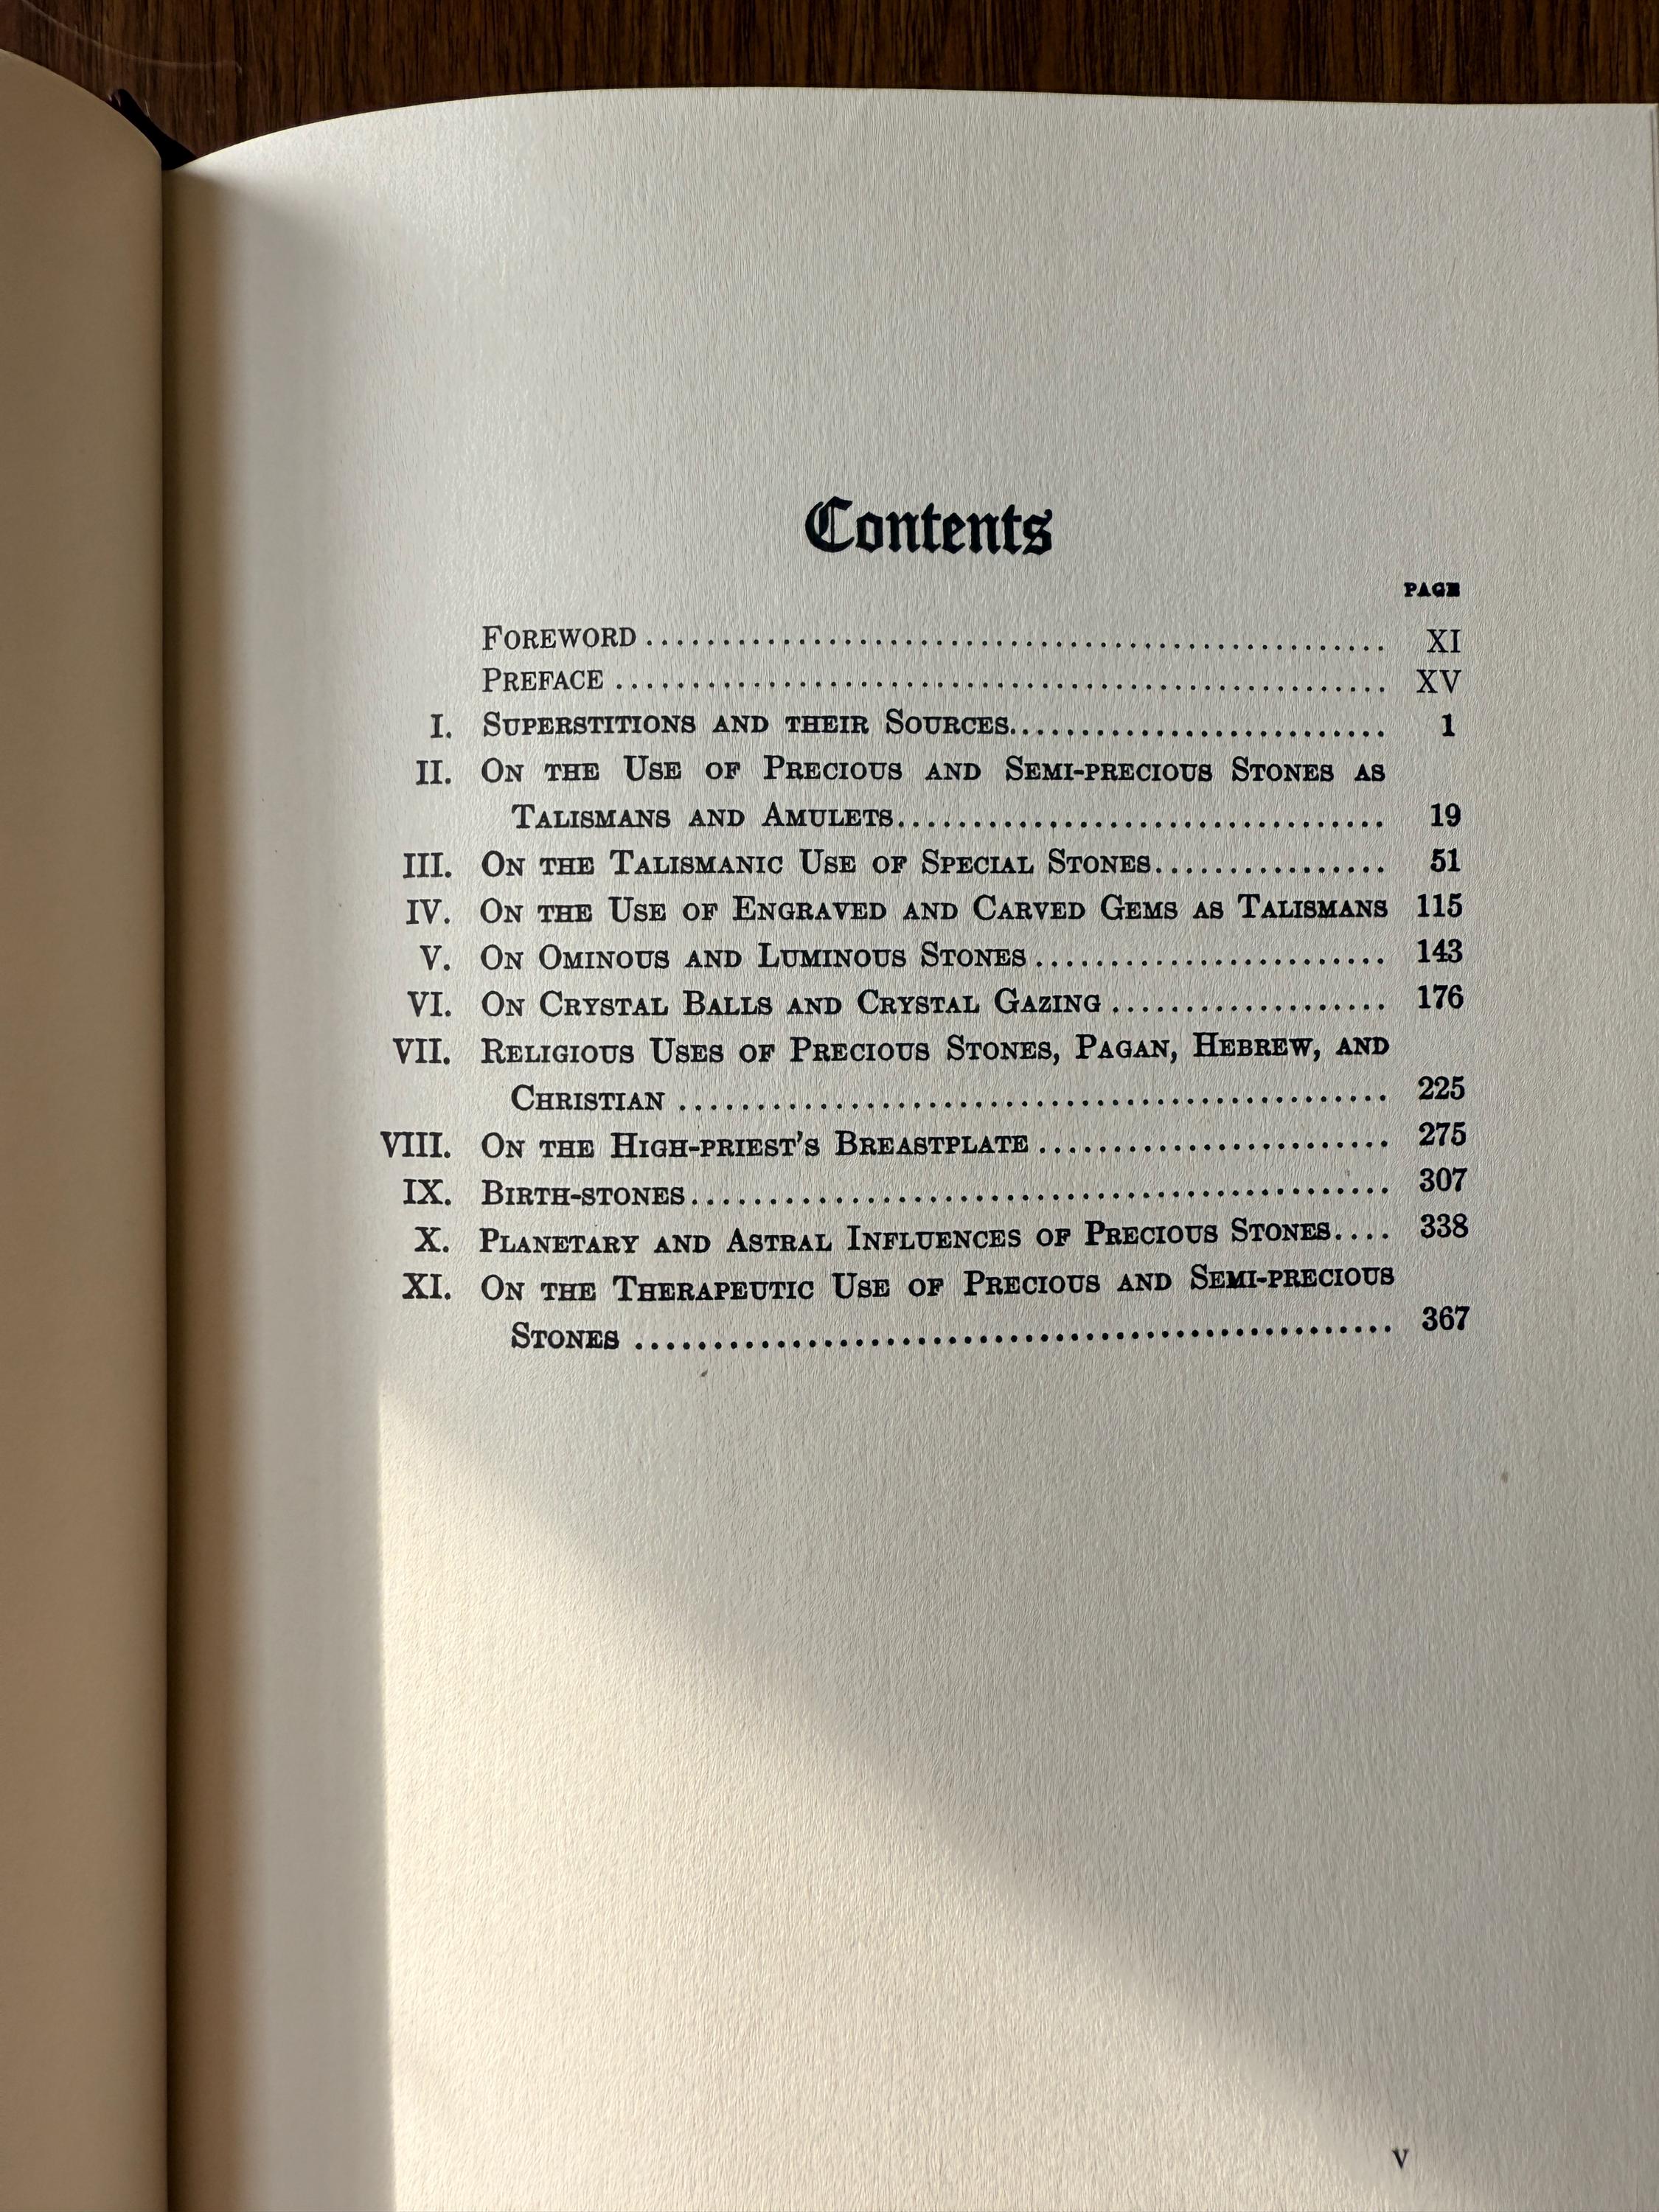 Contents
PAGE
FOREWORD ................................................ XI
PREFACE .................................................. XV
I. SUPERSTITIONS AND THEIR SOURCES......................... 1
II. ON THE USE OF PRECIOUS AND SEMI-PRECIOUS STONES AS
TALISMANS AND AMULETS................................ 19
III. ON THE TALISMANIC USE OF SPECIAL STONES................ 51
IV. ON THE USE OF ENGRAVED AND CARVED GEMS AS TALISMANS 115
V. ON OMINOUS AND LUMINOUS STONES ....................... 143
VI. ON CRYSTAL BALLS AND CRYSTAL GAZING .................. 176
VII. RELIGIOUS USES OF PRECIOUS STONES, PAGAN, HEBREW, AND
CHRISTIAN .............................................. 225
VIII. ON THE HIGH-PRIEST'S BREASTPLATE ....................... 275
IX. BIRTH-STONES............................................. 307
X. PLANETARY AND ASTRAL INFLUENCES OF PRECIOUS STONES.... 338
XI. ON THE THERAPEUTIC USE OF PRECIOUS AND SEMI-PRECIOUS
STONES ................................................. 367
V